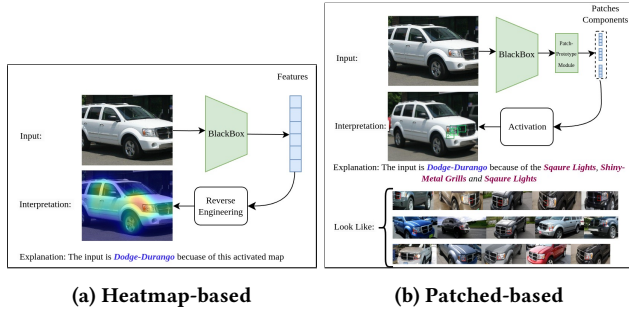 Features
Input:
BlackBox
Interpretation:
Reverse
Engineering
Explanation: The input is Dodge-Durango becuase of this activated map
(a) Heatmap-based
Patches
Components
Input:
BlackBox
Patch-
Prototype
Module
Interpretation:
Activation
Explanation: The input is Dodge-Durango because of the Sqaure Lights, Shiny-
Metal Grills and Sqaure Lights
Look Like:
(b) Patched-based